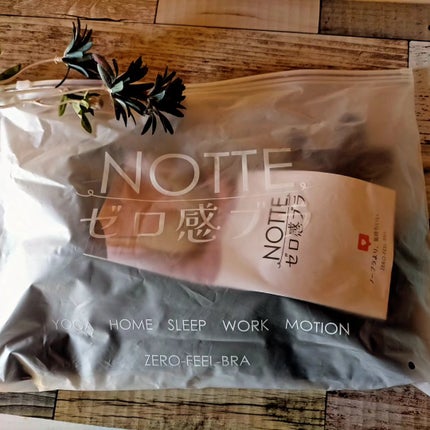 NOTTE
ゼロ感ブラ
YOGA HOME SLEEP WORK MOTION
ZERO-FEEL-BRA
NOTTE
ゼロ感ブラ